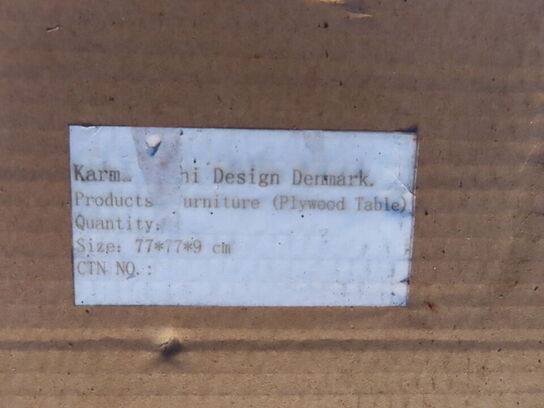 Design Denmark.
Products (Plywood Table)
Quantity:
Size: 77*77*9 cm
CTN NO.: